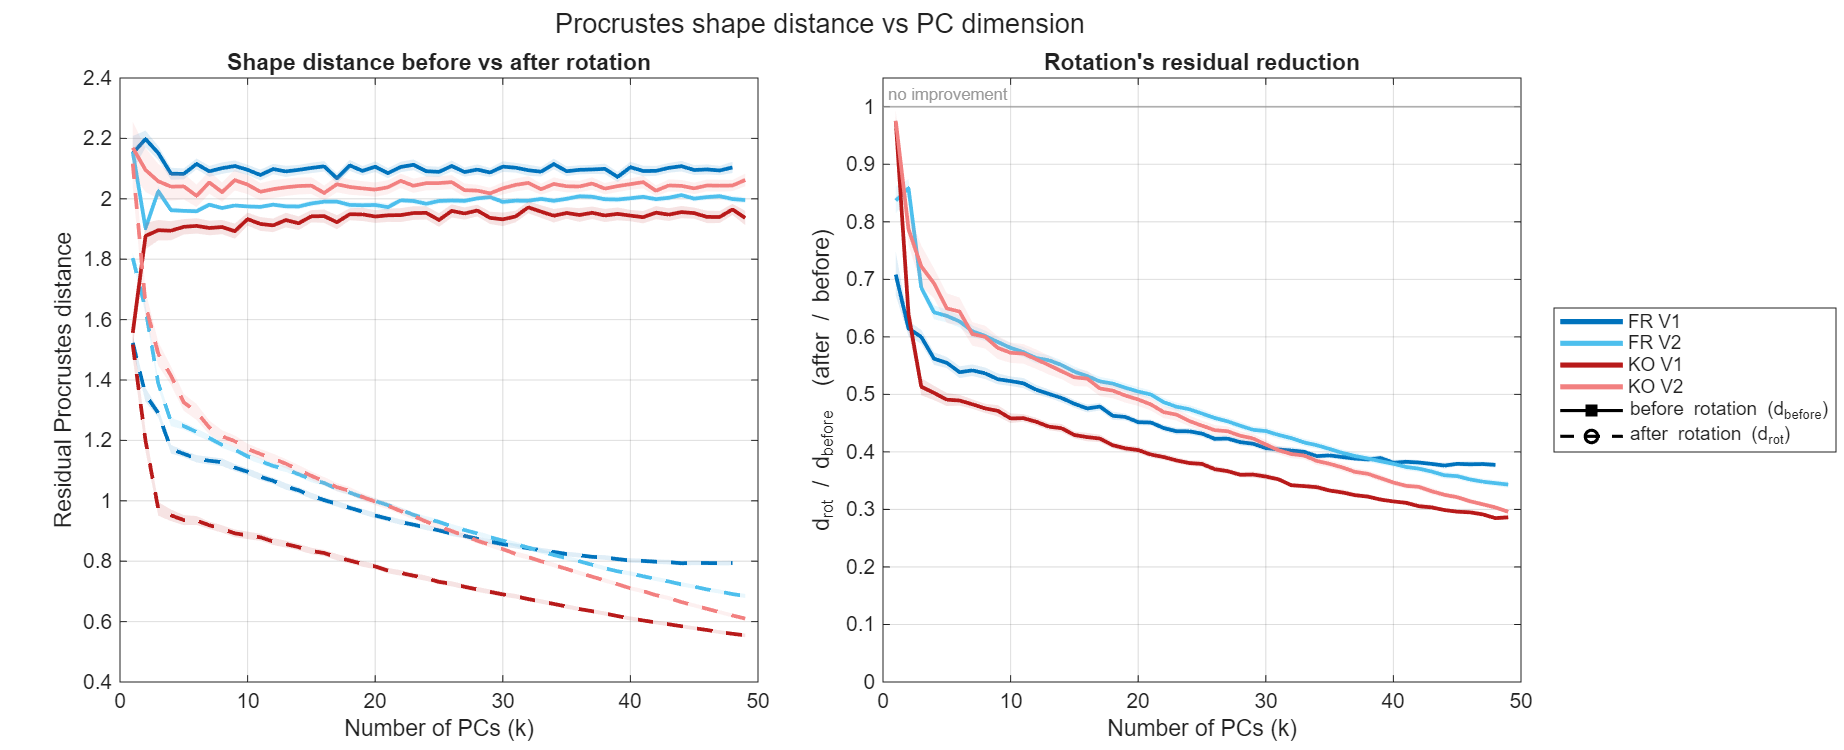 Procrustes shape distance vs PC dimension
Shape distance before vs after rotation
2.4
2.2
2
1.8
1.6
1.4
1.2
1
0.8
0.6
0.4
Residual Procrustes distance
0 10 20 30 40 50
Number of PCs (k)
Rotation's residual reduction
no improvement
1
0.9
0.8
0.7
0.6
0.5
0.4
0.3
0.2
0.1
0
d_rot / d_before (after / before)
0 10 20 30 40 50
Number of PCs (k)
FR V1
FR V2
KO V1
KO V2
before rotation (d_before)
after rotation (d_rot)